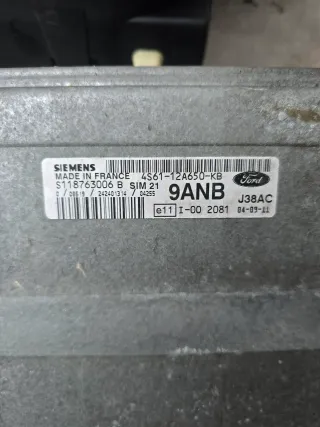 SIEMENS
MADE IN FRANCE 4S61-12A650-KB
S118763006 B SIM 21 9ANB Ford
J38AC
e11 I-00 2081 04-09-11